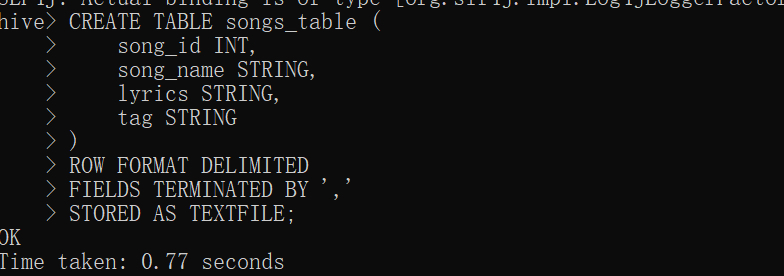 SLF4J: Actual binding is of type [org.slf4j.impl.Log4jLoggerFactor
hive> CREATE TABLE songs_table (
    >     song_id INT,
    >     song_name STRING,
    >     lyrics STRING,
    >     tag STRING
    > )
    > ROW FORMAT DELIMITED
    > FIELDS TERMINATED BY ','
    > STORED AS TEXTFILE;
OK
Time taken: 0.77 seconds